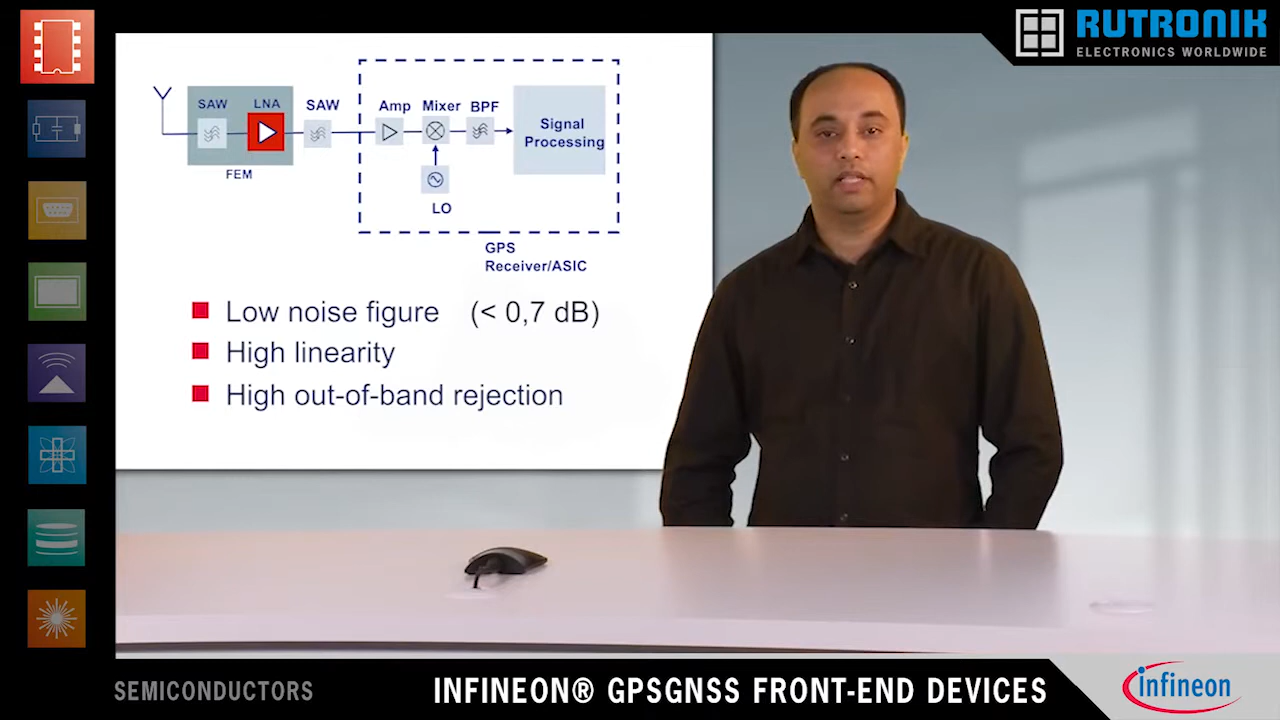 RUTRONIK
ELECTRONICS WORLDWIDE
SAW LNA SAW Amp Mixer BPF
Signal
Processing
FEM
LO
GPS
Receiver/ASIC
Low noise figure (< 0,7 dB)
High linearity
High out-of-band rejection
SEMICONDUCTORS
INFINEON® GPSGNSS FRONT-END DEVICES
infineon